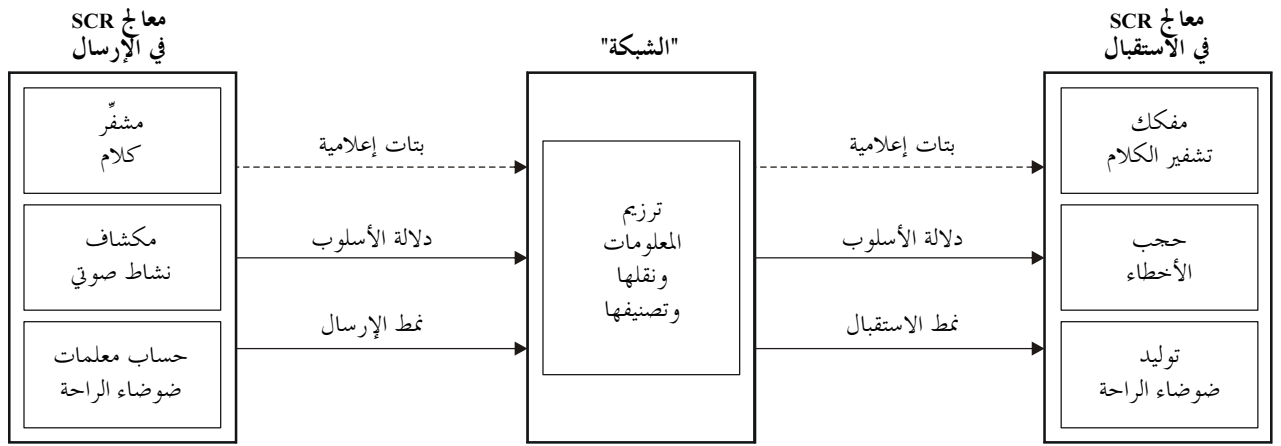 معالج SCR
في الإرسال
مشفِّر
كلام
مكشاف
نشاط صوتي
حساب معلمات
ضوضاء الراحة
بتات إعلامية
دلالة الأسلوب
نمط الإرسال
"الشبكة"
ترزيم
المعلومات
ونقلها
وتصنيفها
بتات إعلامية
دلالة الأسلوب
نمط الاستقبال
معالج SCR
في الاستقبال
مفكك
تشفير الكلام
حجب
الأخطاء
توليد
ضوضاء الراحة